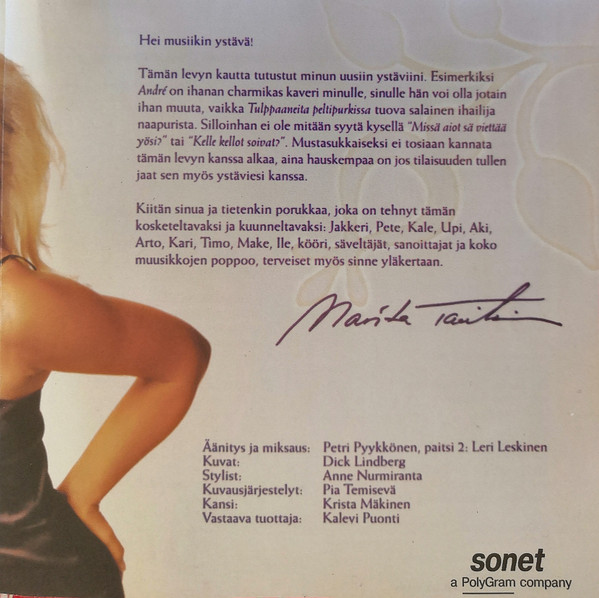 Hei musiikin ystävä!
Tämän levyn kautta tutustut minun uusiin ystäviini. Esimerkiksi
André on ihanan charmikas kaveri minulle, sinulle hän voi olla jotain
ihan muuta, vaikka Tulppaaneita peltipurkissa tuova salainen ihailija
naapurista. Silloinhan ei ole mitään syytä kysellä "Missä aiot sä viettää
yösi?" tai "Kelle kellot soivat?". Mustasukkaiseksi ei tosiaan kannata
tämän levyn kanssa alkaa, aina hauskempaa on jos tilaisuuden tullen
jaat sen myös ystäviesi kanssa.
Kiitän sinua ja tietenkin porukkaa, joka on tehnyt tämän
kosketeltavaksi ja kuunneltavaksi: Jakkeri, Pete, Kale, Upi, Aki,
Arto, Kari, Timo, Make, Ile, kööri, säveltäjät, sanoittajat ja koko
muusikkojen poppoo, terveiset myös sinne yläkertaan.
Marita Taavitsainen
Äänitys ja miksaus: Petri Pyykkönen, paitsi 2: Leri Leskinen
Kuvat: Dick Lindberg
Stylist: Anne Nurmiranta
Kuvausjärjestelyt: Pia Temisevä
Kansi: Krista Mäkinen
Vastaava tuottaja: Kalevi Puonti
sonet
a PolyGram company